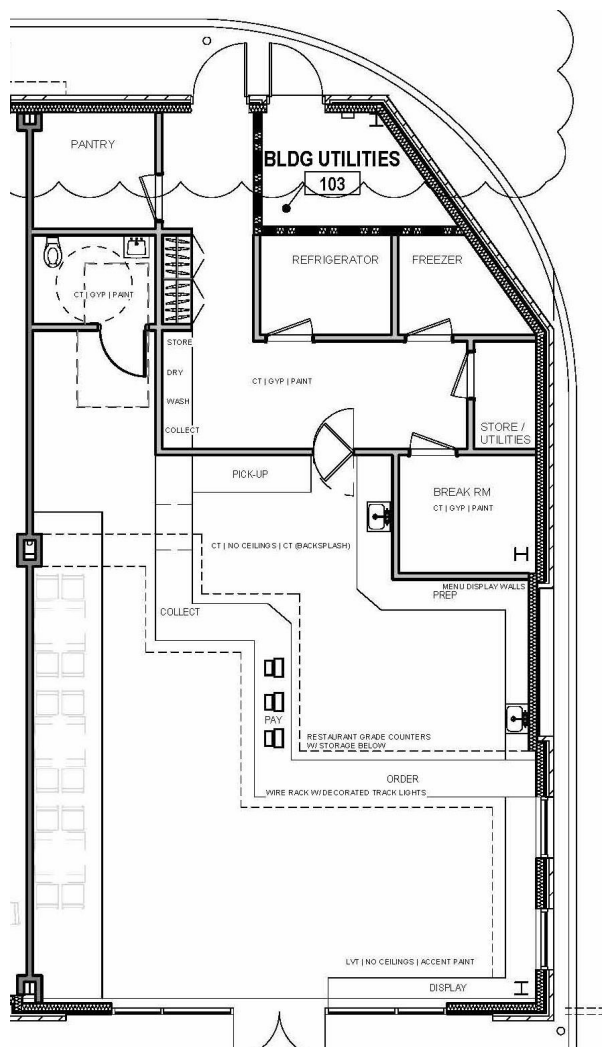 PANTRY
BLDG UTILITIES
103
REFRIGERATOR
FREEZER
CT | GYP | PAINT
STORE
DRY
WASH
COLLECT
CT | GYP | PAINT
STORE /
UTILITIES
PICK-UP
BREAK RM
CT | GYP | PAINT
CT | NO CEILINGS | CT (BACKSPLASH)
MENU DISPLAY WALLS
PREP
COLLECT
PAY
RESTAURANT GRADE COUNTERS
W/ STORAGE BELOW
ORDER
WIRE RACK W/DECORATED TRACK LIGHTS
LVT | NO CEILINGS | ACCENT PAINT
DISPLAY